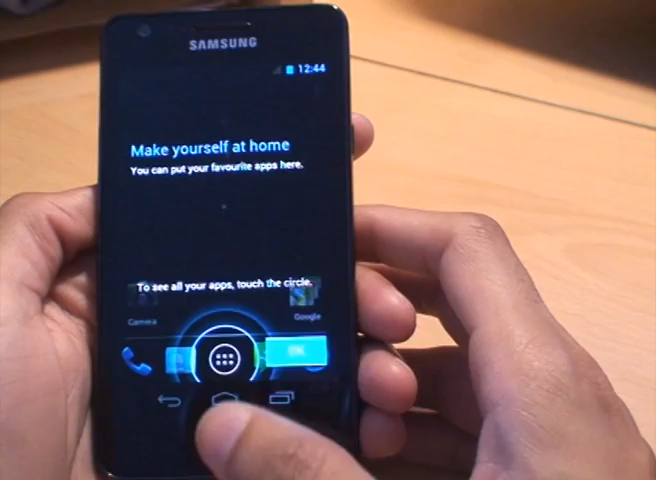 SAMSUNG
12:44
Make yourself at home
You can put your favourite apps here.
To see all your apps, touch the circle.
Camera
Google
OK